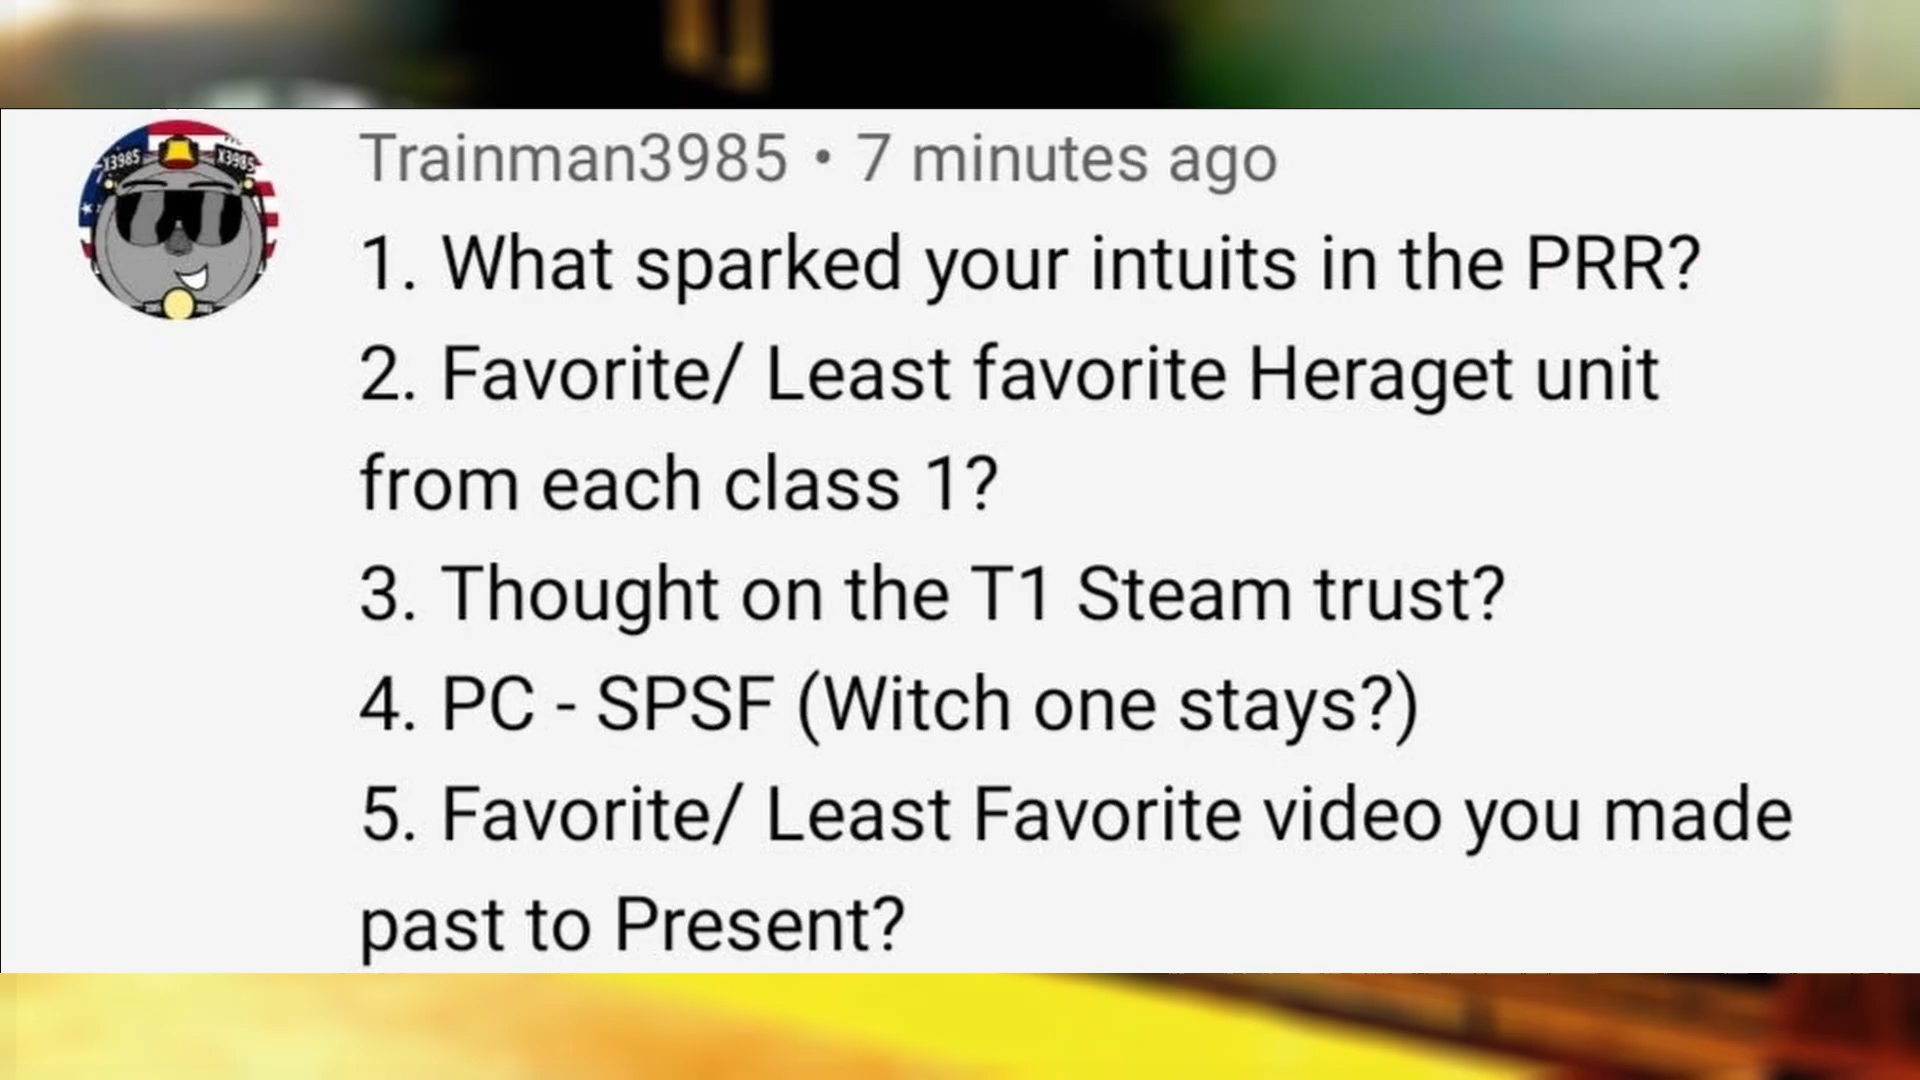 X3985 X3985
Trainman3985 • 7 minutes ago
1. What sparked your intuits in the PRR?
2. Favorite/ Least favorite Heraget unit
from each class 1?
3. Thought on the T1 Steam trust?
4. PC - SPSF (Witch one stays?)
5. Favorite/ Least Favorite video you made
past to Present?